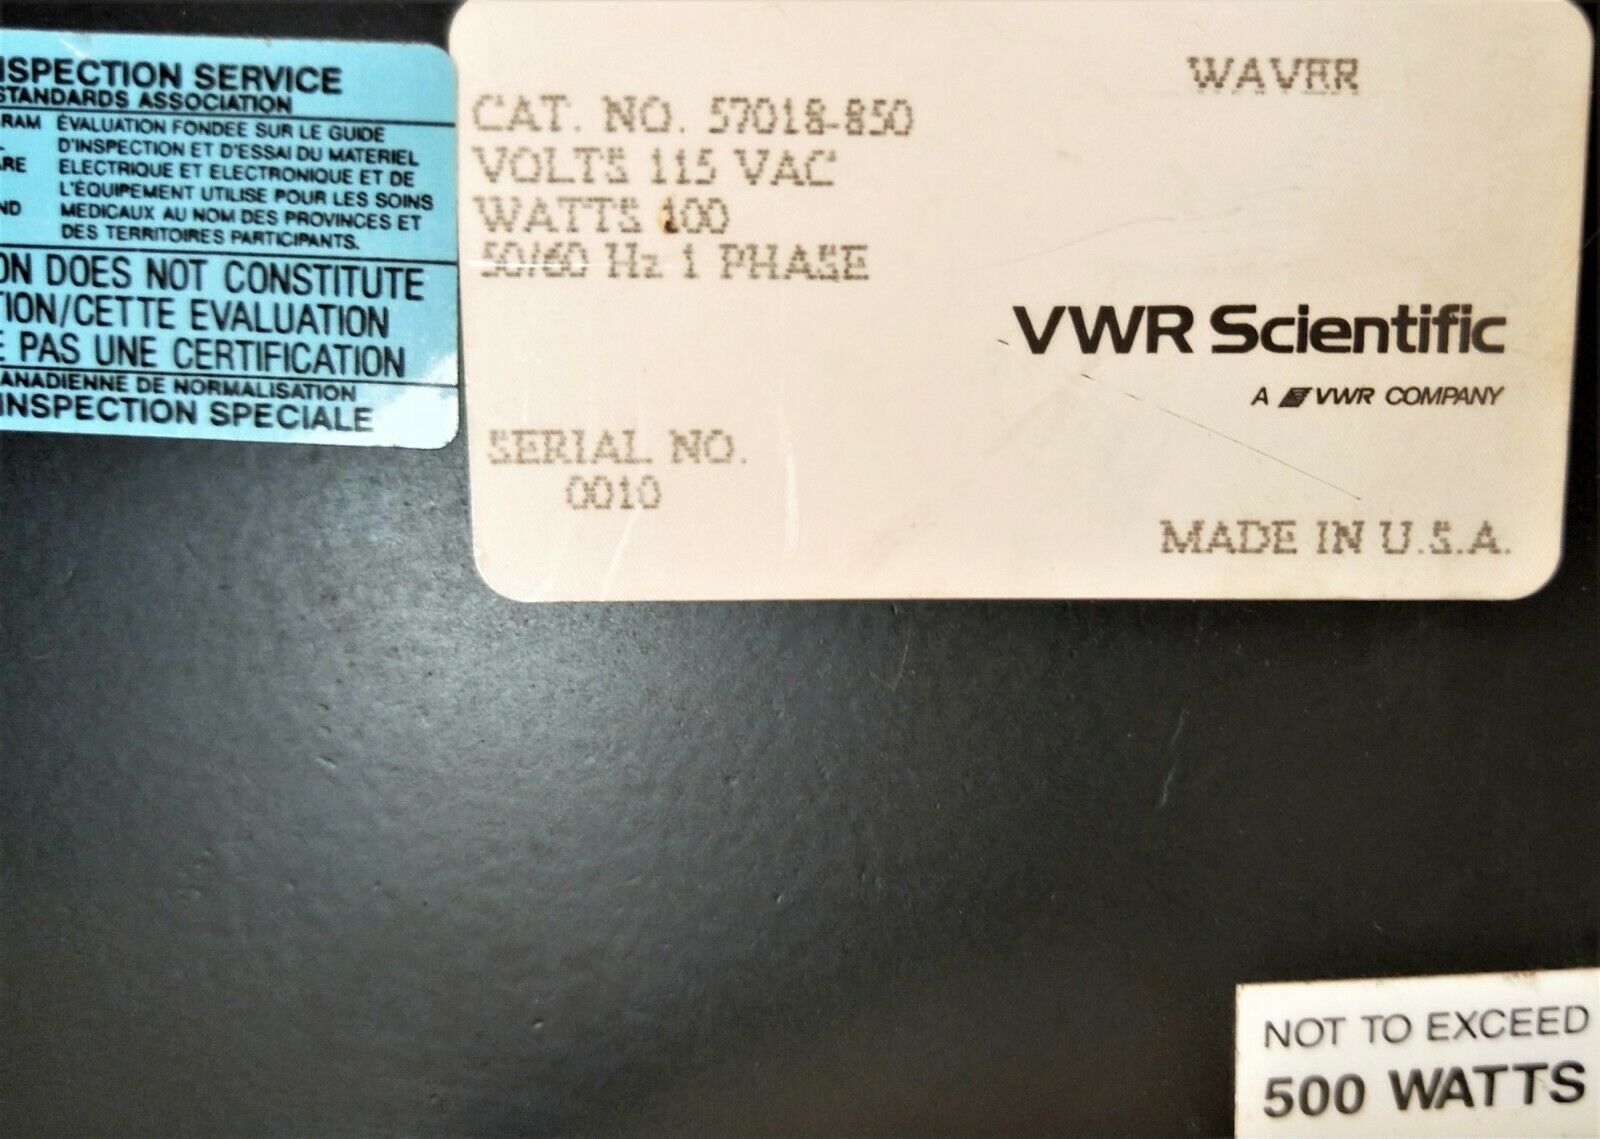 ISPECTION SERVICE
STANDARDS ASSOCIATION
RAM ÉVALUATION FONDEE SUR LE GUIDE
D'INSPECTION ET D'ESSAI DU MATERIEL
RE ELECTRIQUE ET ELECTRONIQUE ET DE
L'ÉQUIPEMENT UTILISE POUR LES SOINS
ND MEDICAUX AU NOM DES PROVINCES ET
DES TERRITOIRES PARTICIPANTS.
ON DOES NOT CONSTITUTE
TION/CETTE EVALUATION
E PAS UNE CERTIFICATION
ANADIENNE DE NORMALISATION
INSPECTION SPECIALE
WAVER
CAT. NO. 57018-850
VOLTS 115 VAC
WATTS 100
50/60 Hz 1 PHASE
VWR Scientific
A VWR COMPANY
SERIAL NO.
0010
MADE IN U.S.A.
NOT TO EXCEED
500 WATTS